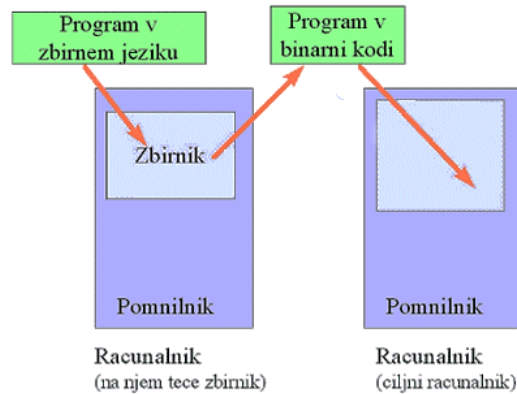 Program v
zbirnem jeziku
Program v
binarni kodi
Zbirnik
Pomnilnik
Pomnilnik
Racunalnik
(na njem tece zbirnik)
Racunalnik
(ciljni racunalnik)